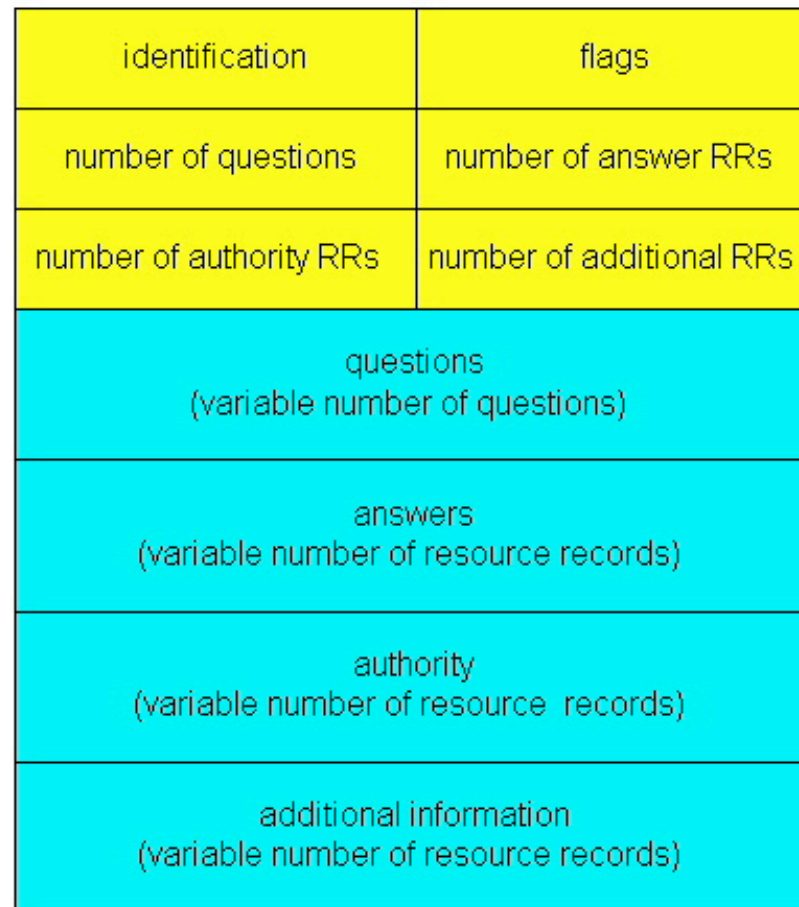 identification
flags
number of questions
number of answer RRs
number of authority RRs
number of additional RRs
questions
(variable number of questions)
answers
(variable number of resource records)
authority
(variable number of resource records)
additional information
(variable number of resource records)